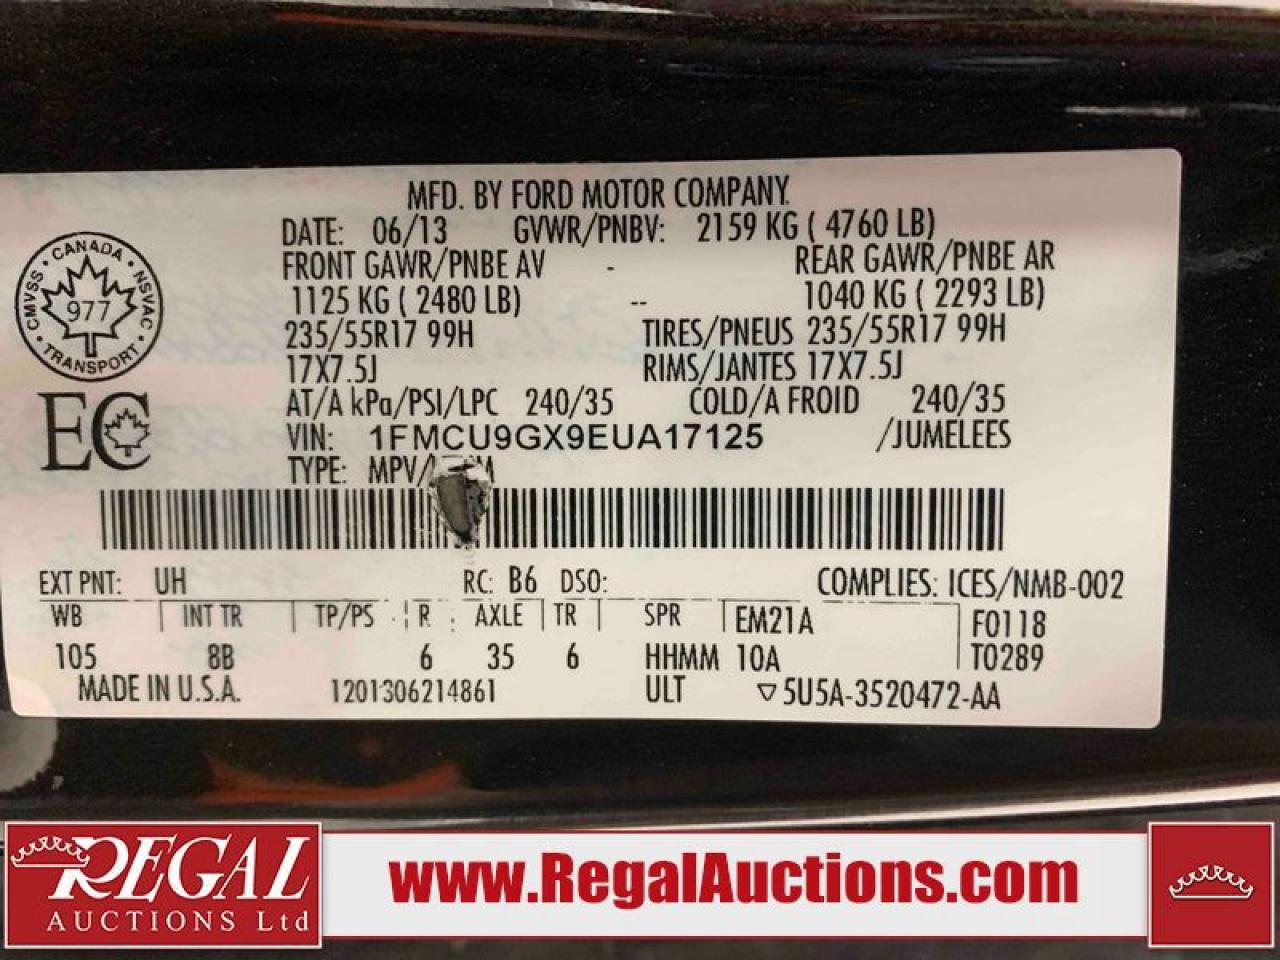 MFD. BY FORD MOTOR COMPANY.
DATE: 06/13 GVWR/PNBV: 2159 KG ( 4760 LB)
FRONT GAWR/PNBE AV - REAR GAWR/PNBE AR
1125 KG ( 2480 LB) -- 1040 KG ( 2293 LB)
235/55R17 99H TIRES/PNEUS 235/55R17 99H
17X7.5J RIMS/JANTES 17X7.5J
AT/A kPa/PSI/LPC 240/35 COLD/A FROID 240/35
VIN: 1FMCU9GX9EUA17125 /JUMELEES
TYPE: MPV/
CANADA
CMVSS NSVAC
977
TRANSPORT
EC
EXT PNT: UH RC: B6 DSO: COMPLIES: ICES/NMB-002
WB INT TR TP/PS R AXLE TR SPR EM21A F0118
105 8B 6 35 6 HHMM 10A T0289
MADE IN U.S.A. 1201306214861 ULT ▽5U5A-3520472-AA
REGAL
AUCTIONS Ltd
www.RegalAuctions.com